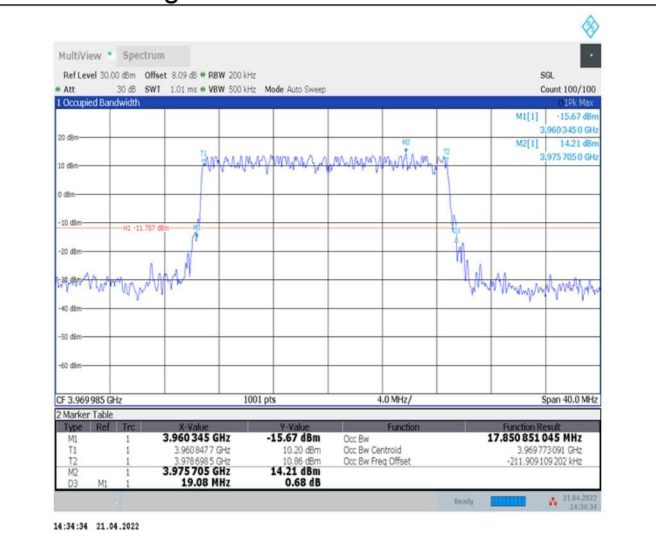 MultiView Spectrum
Ref Level 30.00 dBm Offset 8.09 dB RBW 200 kHz SGL
Att 30 dB SWT 1.01 ms VBW 500 kHz Mode Auto Sweep Count 100/100
1 Occupied Bandwidth 1Pk Max
M1[1] -15.67 dBm
3.960 345 0 GHz
M2[1] 14.21 dBm
3.975 705 0 GHz
20 dBm
M2
T1 T2
10 dBm
0 dBm
-10 dBm
H1 -11.787 dBm M1
D3
-20 dBm
-30 dBm
-40 dBm
-50 dBm
-60 dBm
CF 3.969 985 GHz 1001 pts 4.0 MHz/ Span 40.0 MHz
2 Marker Table
Type Ref Trc X-Value Y-Value Function Function Result
M1 1 3.960 345 GHz -15.67 dBm Occ Bw 17.850 851 045 MHz
T1 1 3.960 847 7 GHz 10.20 dBm Occ Bw Centroid 3.969 773 091 GHz
T2 1 3.978 698 5 GHz 10.86 dBm Occ Bw Freq Offset -211.909 109 202 kHz
M2 1 3.975 705 GHz 14.21 dBm
D3 M1 1 19.08 MHz 0.68 dB
Ready 21.04.2022
14:34:34
14:34:34 21.04.2022